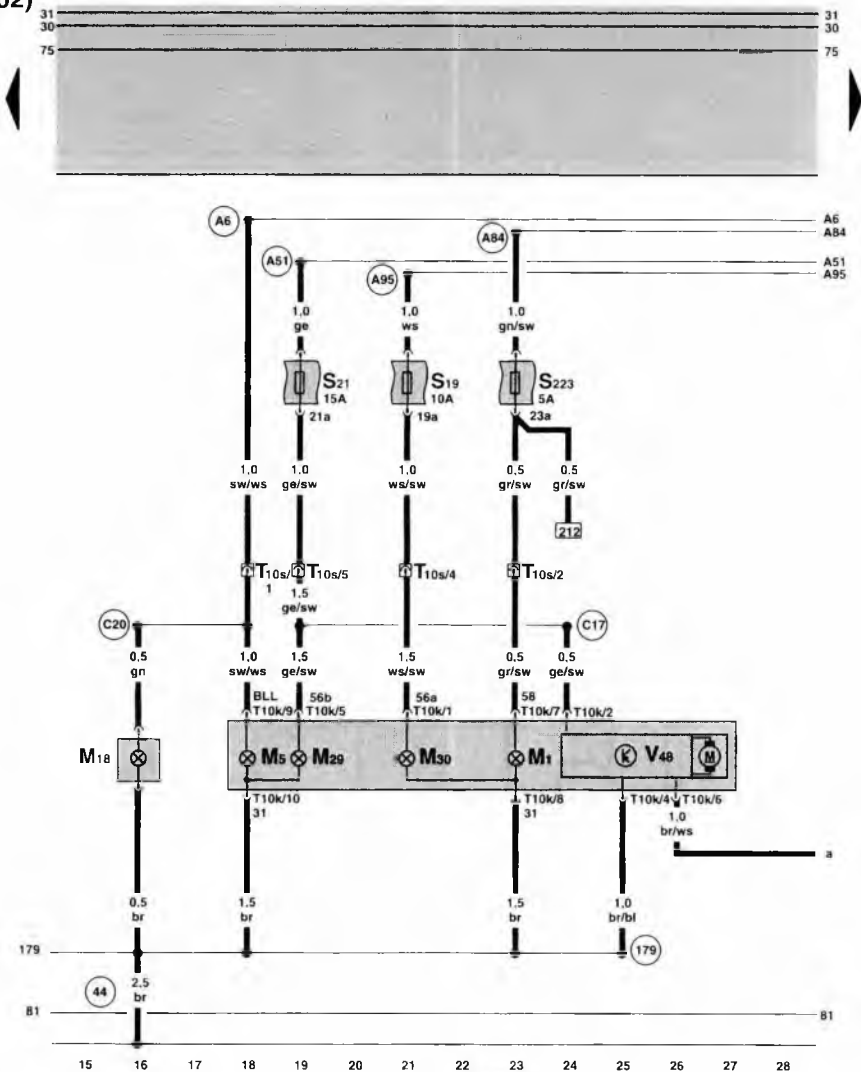 02)
31 31
30 30
75 75
A6 A6
A84 A84
A51 A51
A95 A95
1,0 1,0 1,0
ge ws gn/sw
S21 S19 S223
15A 10A 5A
21a 19a 23a
1,0 1,0 1,0 0,5 0,5
sw/ws ge/sw ws/sw gr/sw gr/sw
212
T10s/1 T10s/5 T10s/4 T10s/2
1,5
ge/sw
C20 C17
0,5 1,0 1,5 1,5 0,5 0,5
gn sw/ws ge/sw ws/sw gr/sw ge/sw
BLL 56b 56a 58
T10k/9 T10k/5 T10k/1 T10k/7 T10k/2
M18 M5 M29 M30 M1 K V48 M
T10k/10 T10k/8 T10k/4 T10k/6
31 31 1,0
br/ws
a
0,5 1,5 1,5 1,0
br br br br/bl
179 179
44 2,5
br
81 81
15 16 17 18 19 20 21 22 23 24 25 26 27 28